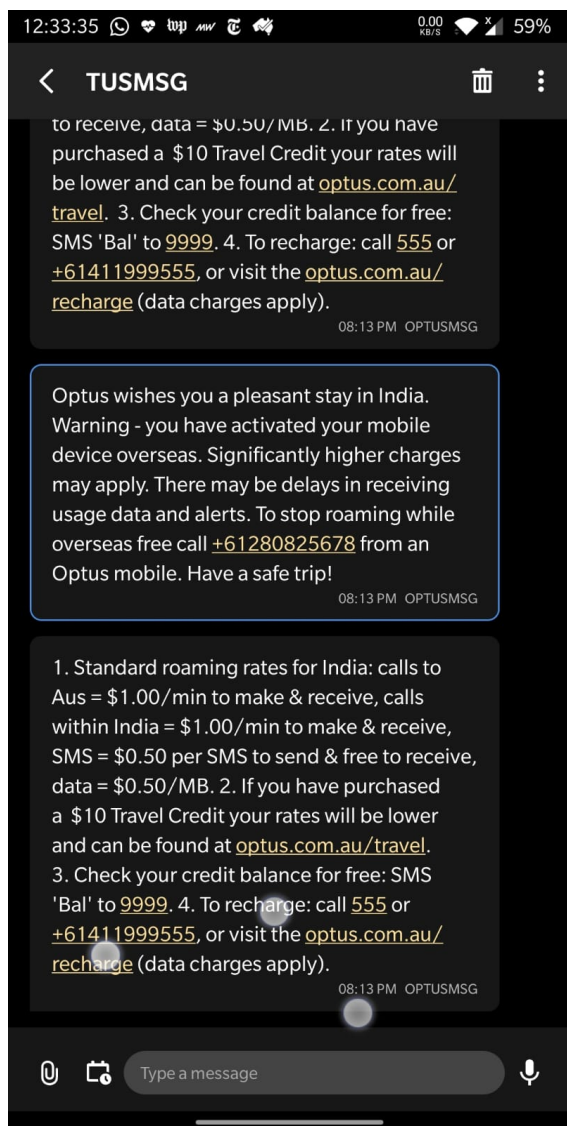 12:33:35
0.00
KB/S
x
59%
TUSMSG
to receive, data = $0.50/MB. 2. If you have
purchased a  $10 Travel Credit your rates will
be lower and can be found at optus.com.au/
travel.  3. Check your credit balance for free:
SMS 'Bal' to 9999. 4. To recharge: call 555 or
+61411999555, or visit the optus.com.au/
recharge (data charges apply).
08:13 PM OPTUSMSG
Optus wishes you a pleasant stay in India.
Warning - you have activated your mobile
device overseas. Significantly higher charges
may apply. There may be delays in receiving
usage data and alerts. To stop roaming while
overseas free call +61280825678 from an
Optus mobile. Have a safe trip!
08:13 PM OPTUSMSG
1. Standard roaming rates for India: calls to
Aus = $1.00/min to make & receive, calls
within India = $1.00/min to make & receive,
SMS = $0.50 per SMS to send & free to receive,
data = $0.50/MB. 2. If you have purchased
a  $10 Travel Credit your rates will be lower
and can be found at optus.com.au/travel.
3. Check your credit balance for free: SMS
'Bal' to 9999. 4. To recharge: call 555 or
+61411999555, or visit the optus.com.au/
recharge (data charges apply).
08:13 PM OPTUSMSG
Type a message